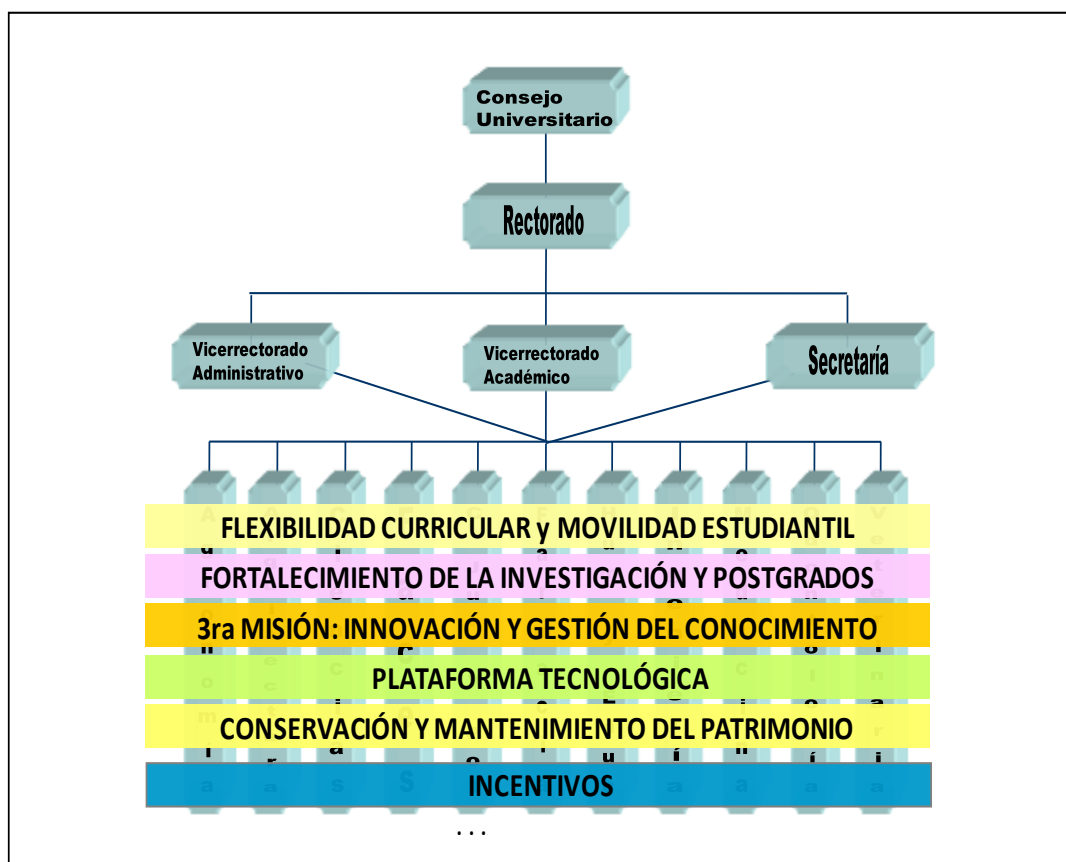 Consejo
Universitario
Rectorado
Vicerrectorado
Administrativo
Vicerrectorado
Académico
Secretaría
FLEXIBILIDAD CURRICULAR y MOVILIDAD ESTUDIANTIL
FORTALECIMIENTO DE LA INVESTIGACIÓN Y POSTGRADOS
3ra MISIÓN: INNOVACIÓN Y GESTIÓN DEL CONOCIMIENTO
PLATAFORMA TECNOLÓGICA
CONSERVACIÓN Y MANTENIMIENTO DEL PATRIMONIO
INCENTIVOS
. . .